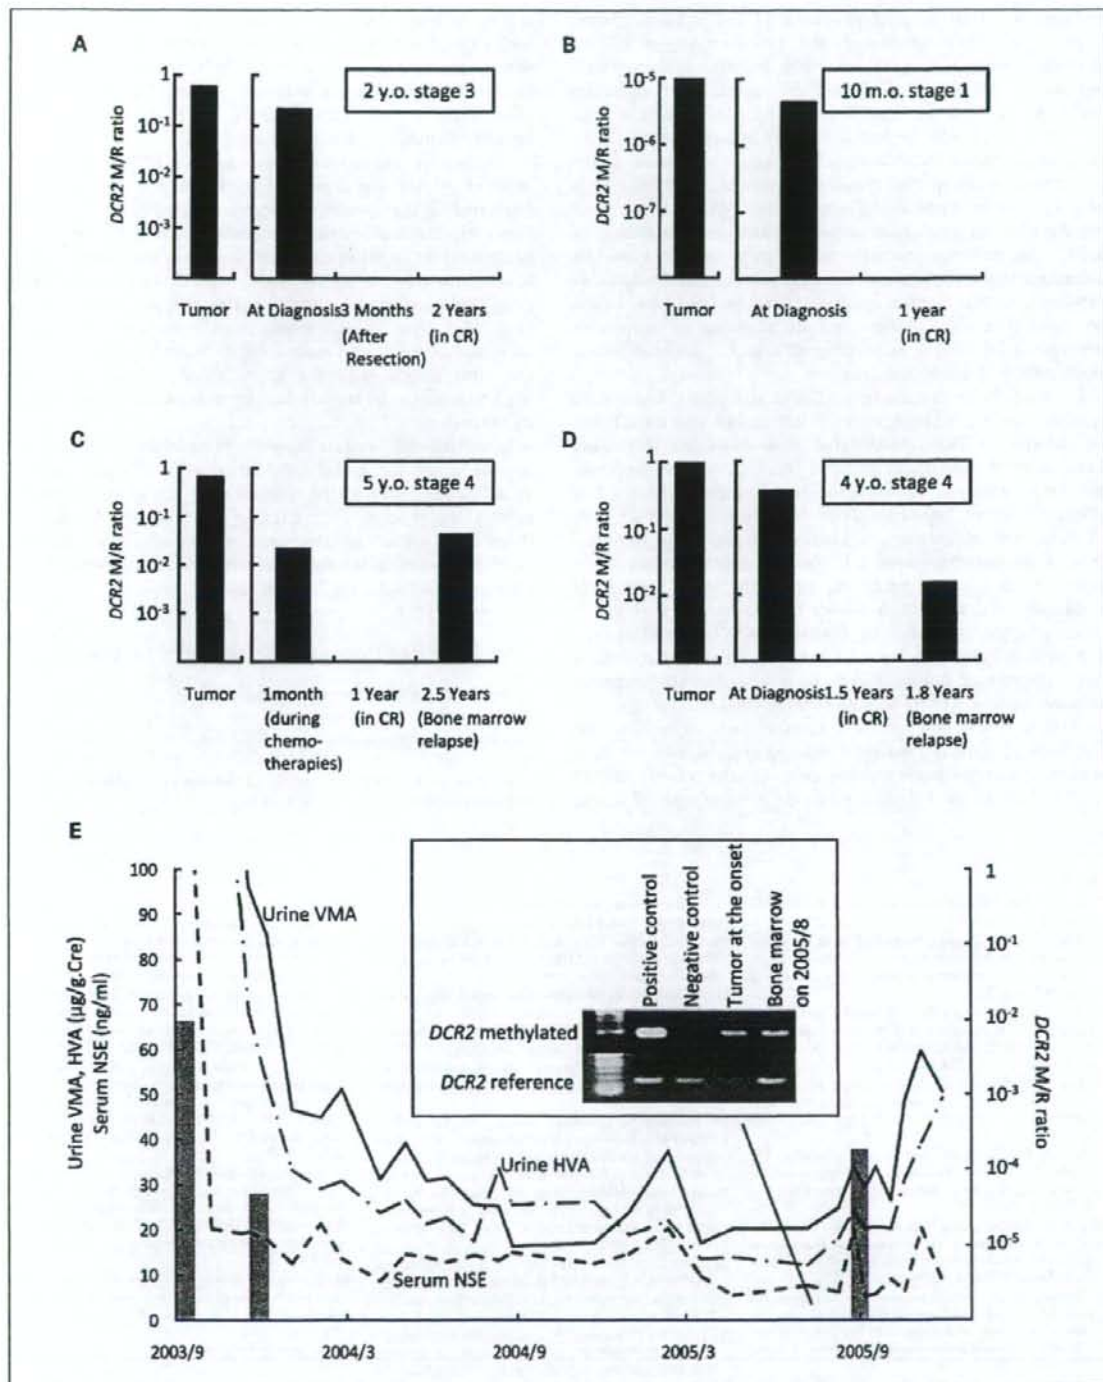 A
DCR2 M/R ratio
1
10-1
10-2
10-3
2 y.o. stage 3
Tumor
At Diagnosis
3 Months
(After
Resection)
2 Years
(in CR)
B
DCR2 M/R ratio
10-5
10-6
10-7
10 m.o. stage 1
Tumor
At Diagnosis
1 year
(in CR)
C
DCR2 M/R ratio
1
10-1
10-2
10-3
5 y.o. stage 4
Tumor
1month
(during
chemo-
therapies)
1 Year
(in CR)
2.5 Years
(Bone marrow
relapse)
D
DCR2 M/R ratio
1
10-1
10-2
4 y.o. stage 4
Tumor
At Diagnosis
1.5 Years
(in CR)
1.8 Years
(Bone marrow
relapse)
E
Urine VMA, HVA (µg/g.Cre)
Serum NSE (ng/ml)
100
90
80
70
60
50
40
30
20
10
0
Urine VMA
Urine HVA
Serum NSE
Positive control
Negative control
Tumor at the onset
Bone marrow
on 2005/8
DCR2 methylated
DCR2 reference
1
10-1
10-2
10-3
10-4
10-5
DCR2
M/R ratio
2003/9
2004/3
2004/9
2005/3
2005/9